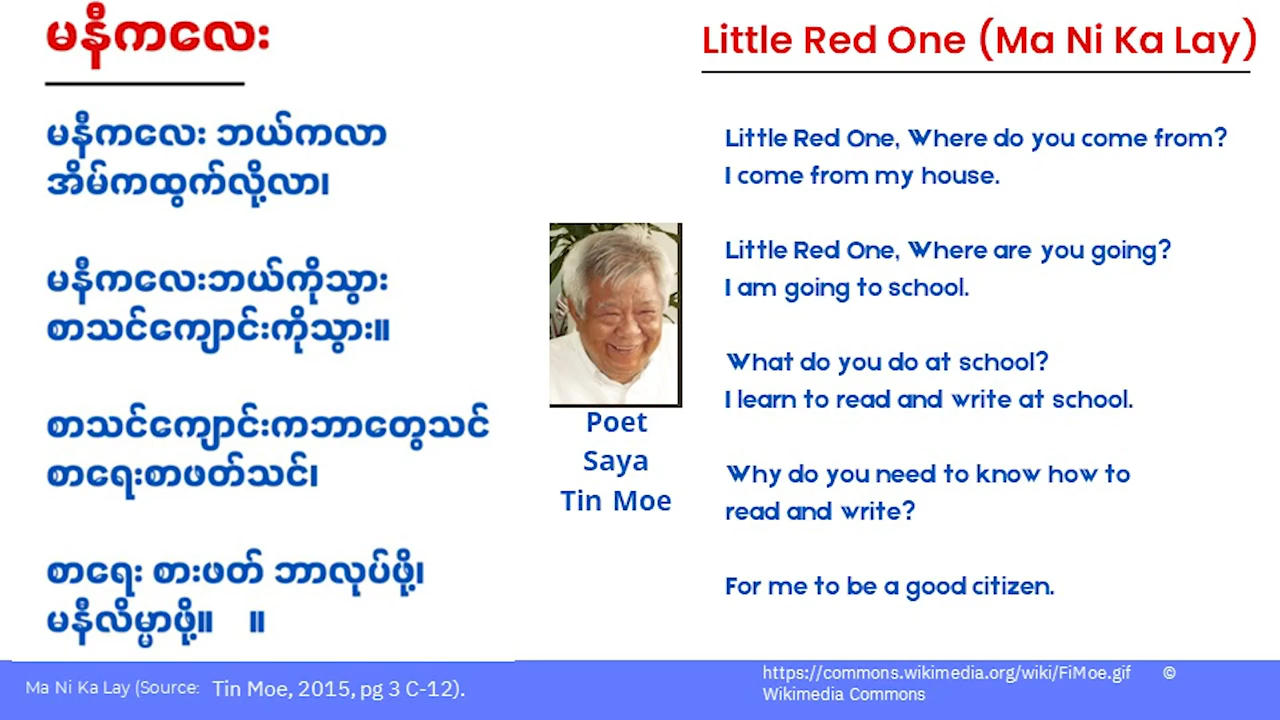 မနီကလေး
မနီကလေး ဘယ်ကလာ
အိမ်ကထွက်လို့လာ၊
မနီကလေးဘယ်ကိုသွား
စာသင်ကျောင်းကိုသွား။
စာသင်ကျောင်းကဘာတွေသင်
စာရေးစာဖတ်သင်၊
စာရေး စားဖတ် ဘာလုပ်ဖို့၊
မနီလိမ္မာဖို့။ ။
Poet
Saya
Tin Moe
Little Red One (Ma Ni Ka Lay)
Little Red One, Where do you come from?
I come from my house.
Little Red One, Where are you going?
I am going to school.
What do you do at school?
I learn to read and write at school.
Why do you need to know how to
read and write?
For me to be a good citizen.
Ma Ni Ka Lay (Source: Tin Moe, 2015, pg 3 C-12).
https://commons.wikimedia.org/wiki/FiMoe.gif ©
Wikimedia Commons